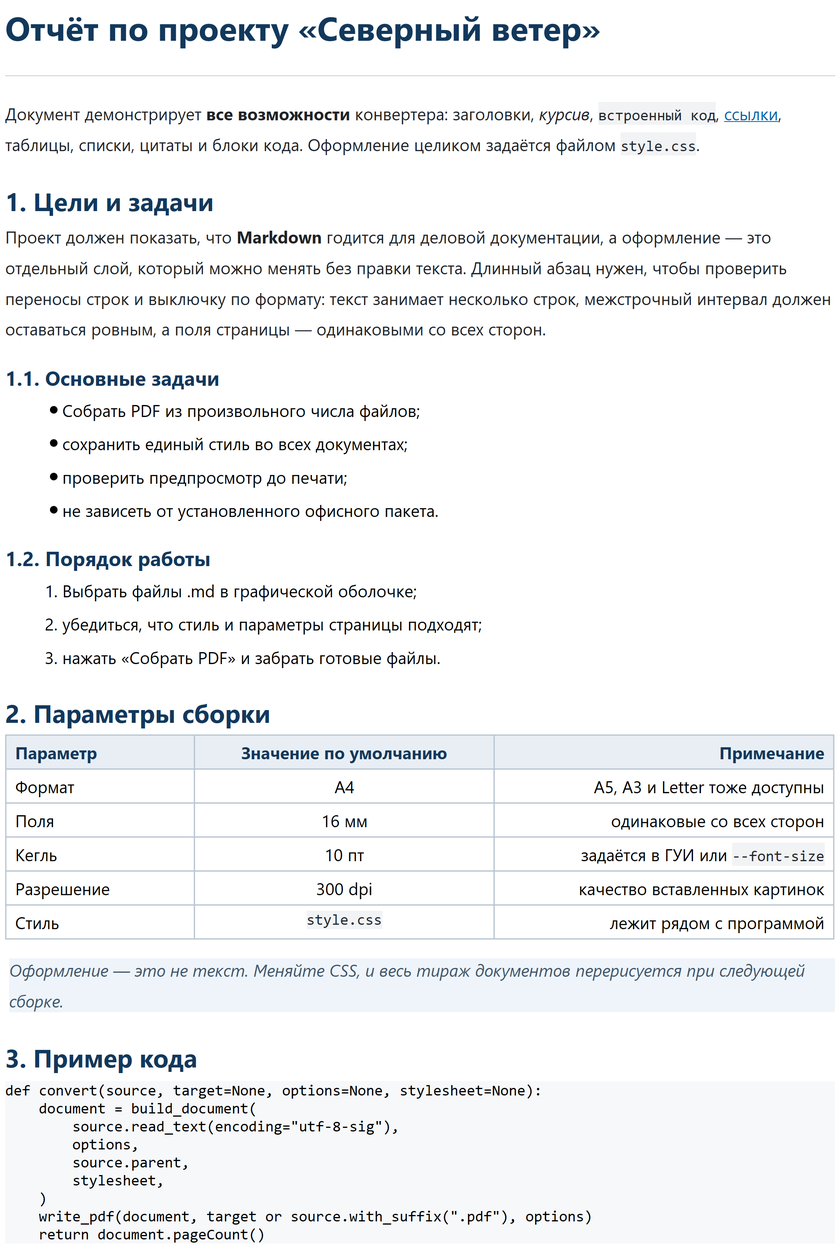 Отчёт по проекту «Северный ветер»
Документ демонстрирует все возможности конвертера: заголовки, курсив, встроенный код, ссылки,
таблицы, списки, цитаты и блоки кода. Оформление целиком задаётся файлом style.css.
1. Цели и задачи
Проект должен показать, что Markdown годится для деловой документации, а оформление — это
отдельный слой, который можно менять без правки текста. Длинный абзац нужен, чтобы проверить
переносы строк и выключку по формату: текст занимает несколько строк, межстрочный интервал должен
оставаться ровным, а поля страницы — одинаковыми со всех сторон.
1.1. Основные задачи
● Собрать PDF из произвольного числа файлов;
● сохранить единый стиль во всех документах;
● проверить предпросмотр до печати;
● не зависеть от установленного офисного пакета.
1.2. Порядок работы
1. Выбрать файлы .md в графической оболочке;
2. убедиться, что стиль и параметры страницы подходят;
3. нажать «Собрать PDF» и забрать готовые файлы.
2. Параметры сборки
Параметр Значение по умолчанию Примечание
Формат A4 A5, A3 и Letter тоже доступны
Поля 16 мм одинаковые со всех сторон
Кегль 10 пт задаётся в ГУИ или --font-size
Разрешение 300 dpi качество вставленных картинок
Стиль style.css лежит рядом с программой
Оформление — это не текст. Меняйте CSS, и весь тираж документов перерисуется при следующей
сборке.
3. Пример кода
def convert(source, target=None, options=None, stylesheet=None):
    document = build_document(
        source.read_text(encoding="utf-8-sig"),
        options,
        source.parent,
        stylesheet,
    )
    write_pdf(document, target or source.with_suffix(".pdf"), options)
    return document.pageCount()